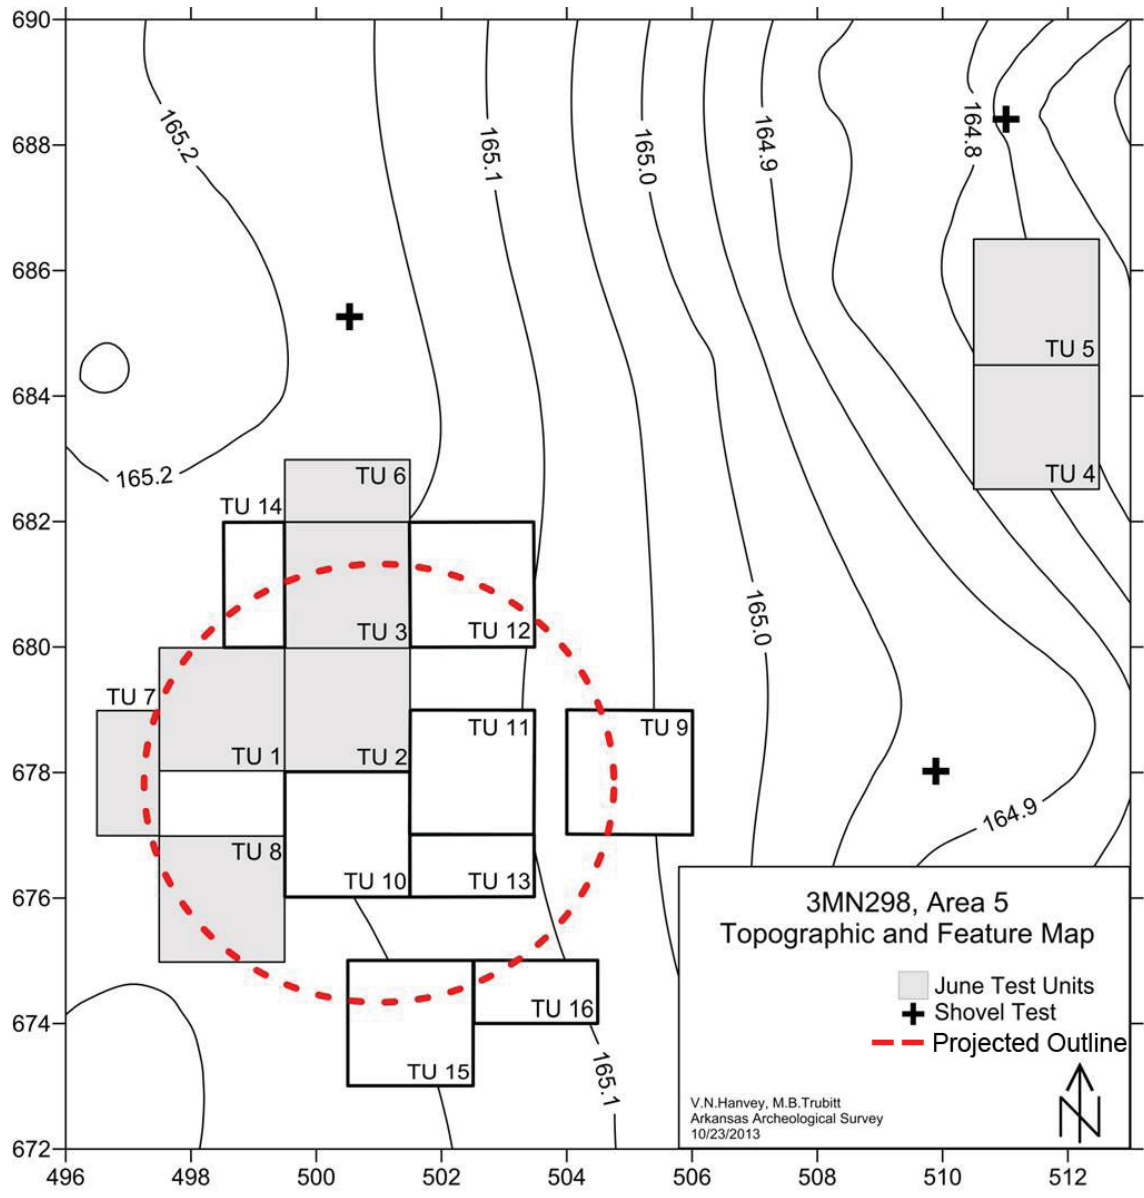 690
688
686
684
682
680
678
676
674
672
165.2
165.1
165.0
164.9
164.8
165.2
TU 5
TU 4
TU 6
TU 14
TU 3
TU 12
165.0
TU 7
TU 1
TU 2
TU 11
TU 9
TU 8
TU 10
TU 13
164.9
TU 16
TU 15
165.1
3MN298, Area 5
Topographic and Feature Map
June Test Units
Shovel Test
Projected Outline
V.N.Hanvey, M.B.Trubitt
Arkansas Archeological Survey
10/23/2013
N
496 498 500 502 504 506 508 510 512